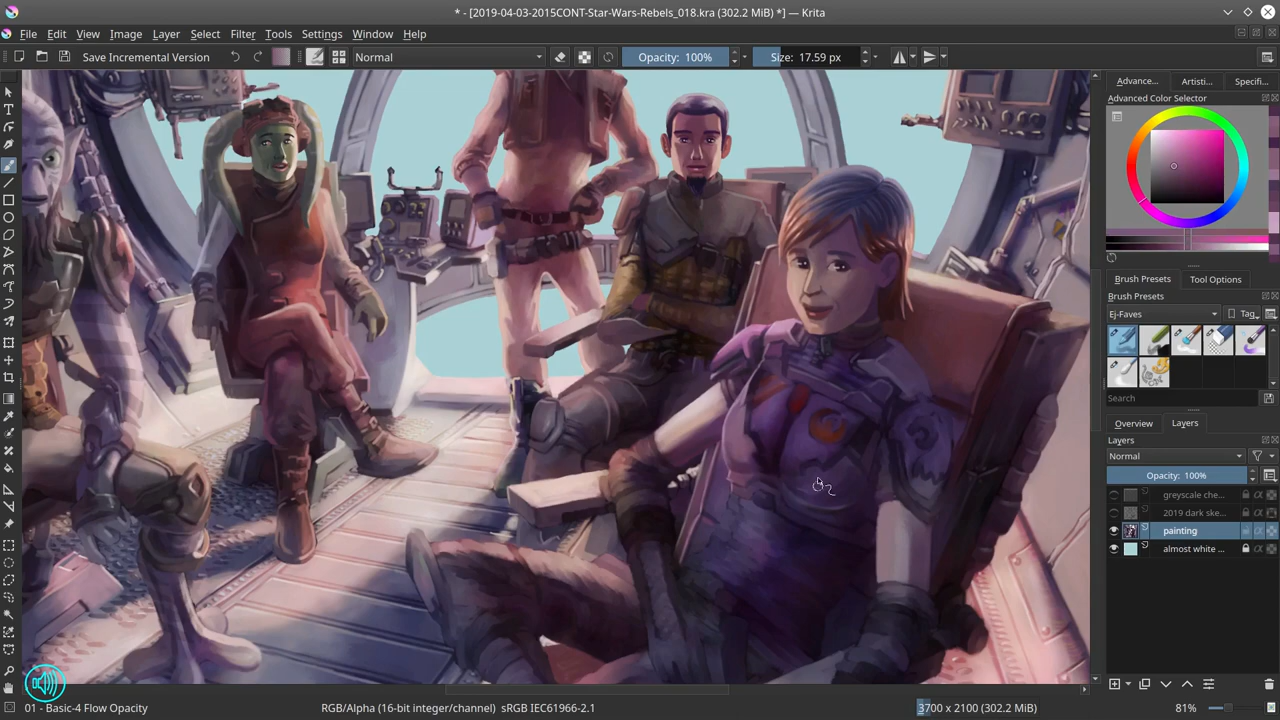 * - [2019-04-03-2015CONT-Star-Wars-Rebels_018.kra (302.2 MiB) *] — Krita
File Edit View Image Layer Select Filter Tools Settings Window Help
Save Incremental Version Normal Opacity: 100% Size: 17.59 px
Advance... Artisti... Specifi...
Advanced Color Selector
Brush Presets Tool Options
Brush Presets
Ej-Faves Tag
Search
Overview Layers
Layers
Normal
Opacity: 100%
greyscale che...
2019 dark ske...
painting
almost white ...
01 - Basic-4 Flow Opacity RGB/Alpha (16-bit integer/channel) sRGB IEC61966-2.1 3700 x 2100 (302.2 MiB) 81%